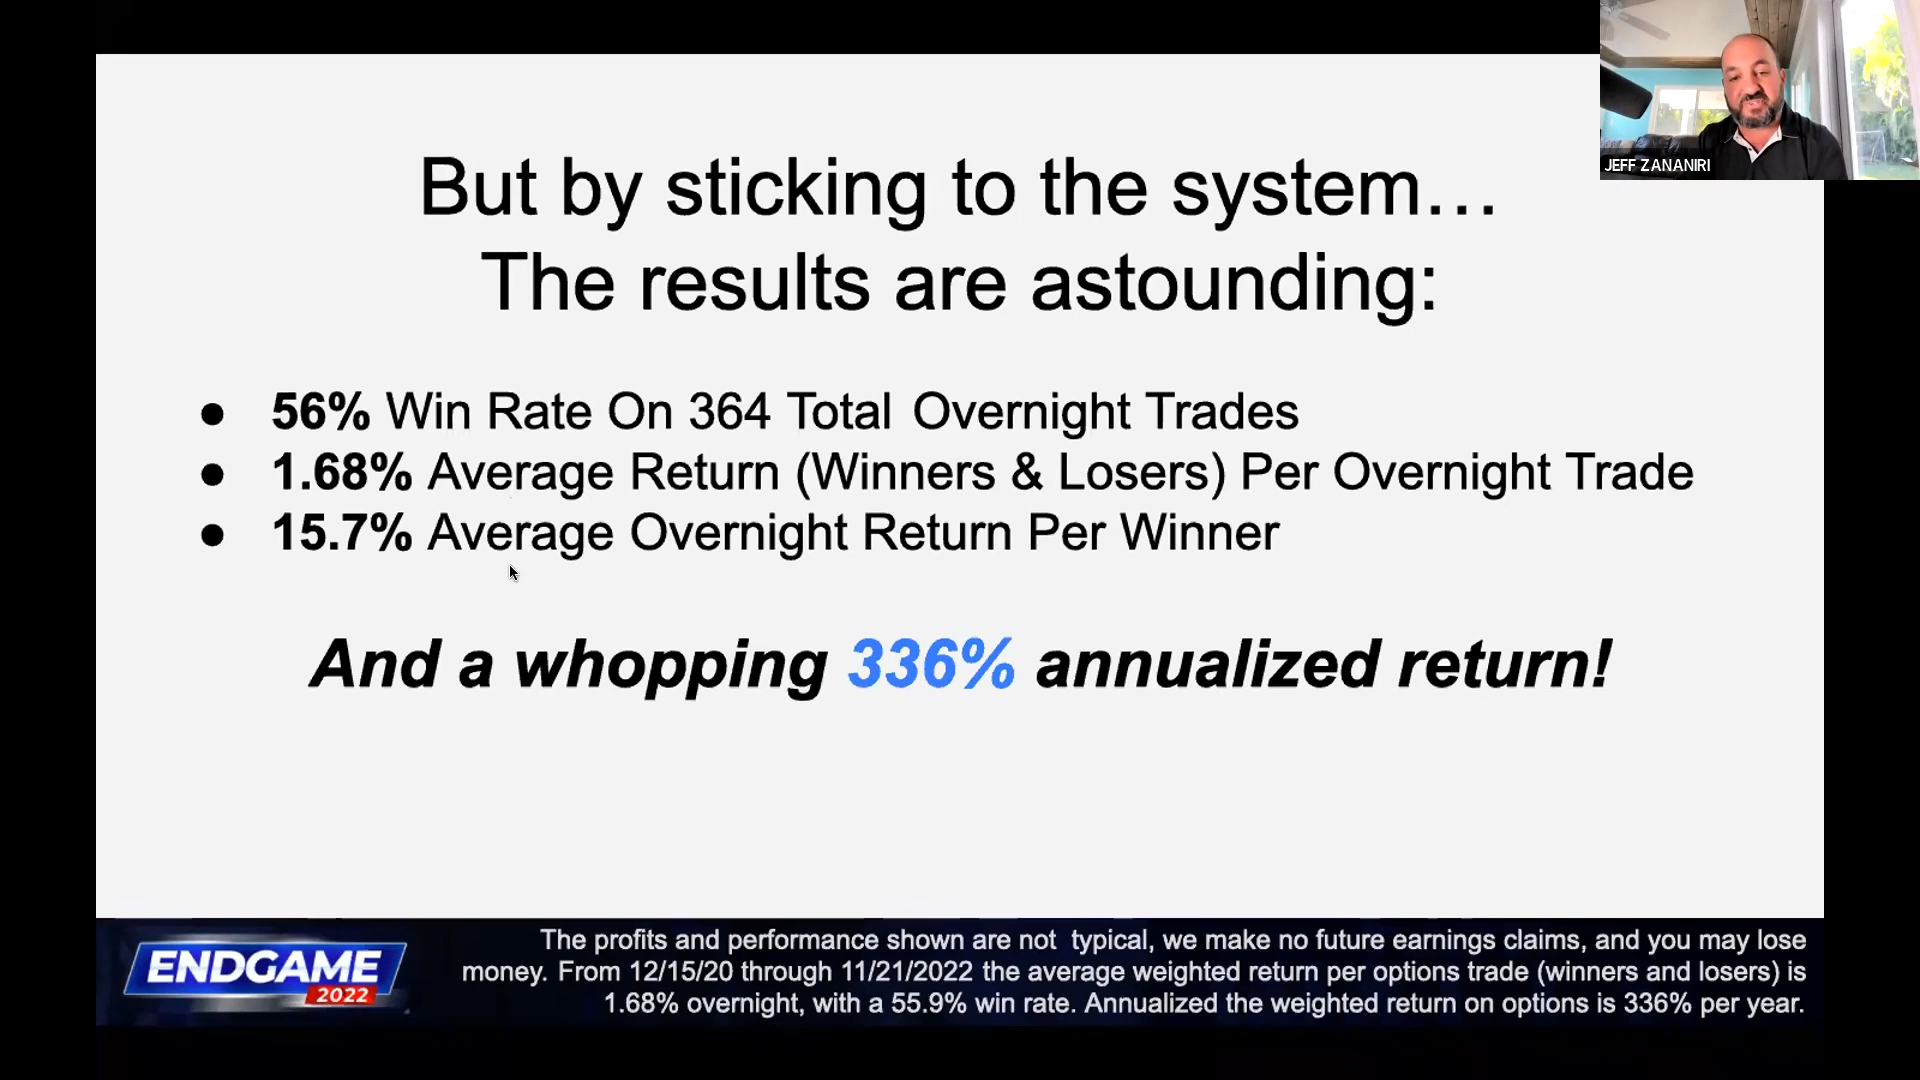 JEFF ZANANIRI
But by sticking to the system…
The results are astounding:
● 56% Win Rate On 364 Total Overnight Trades
● 1.68% Average Return (Winners & Losers) Per Overnight Trade
● 15.7% Average Overnight Return Per Winner
And a whopping 336% annualized return!
ENDGAME
2022
The profits and performance shown are not typical, we make no future earnings claims, and you may lose
money. From 12/15/20 through 11/21/2022 the average weighted return per options trade (winners and losers) is
1.68% overnight, with a 55.9% win rate. Annualized the weighted return on options is 336% per year.